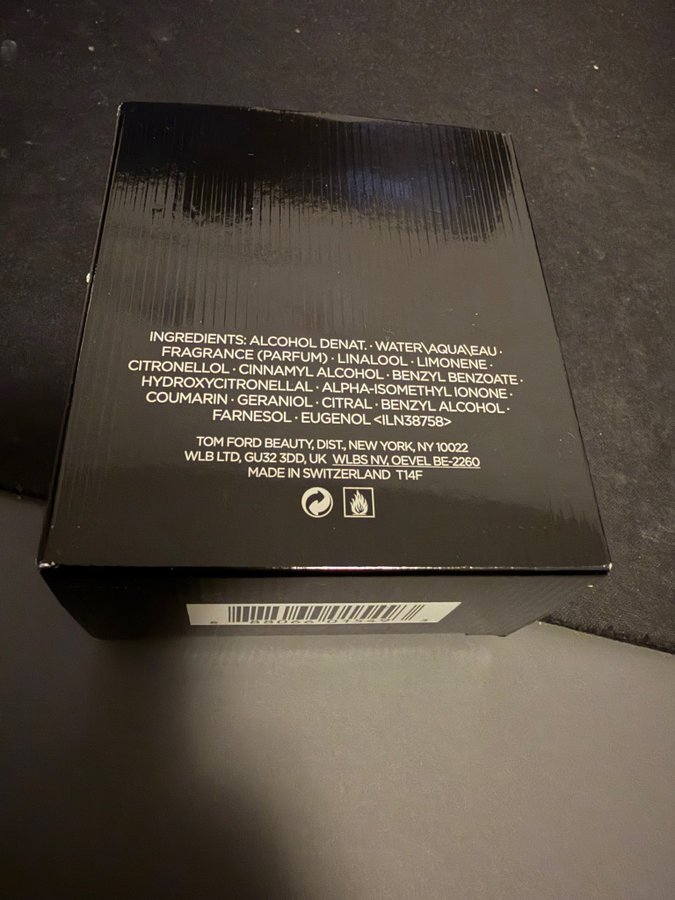 INGREDIENTS: ALCOHOL DENAT. · WATER\AQUA\EAU ·
FRAGRANCE (PARFUM) · LINALOOL · LIMONENE ·
CITRONELLOL · CINNAMYL ALCOHOL · BENZYL BENZOATE ·
HYDROXYCITRONELLAL · ALPHA-ISOMETHYL IONONE ·
COUMARIN · GERANIOL · CITRAL · BENZYL ALCOHOL ·
FARNESOL · EUGENOL <ILN38758>
TOM FORD BEAUTY, DIST., NEW YORK, NY 10022
WLB LTD, GU32 3DD, UK WLBS NV, OEVEL BE-2260
MADE IN SWITZERLAND T14F